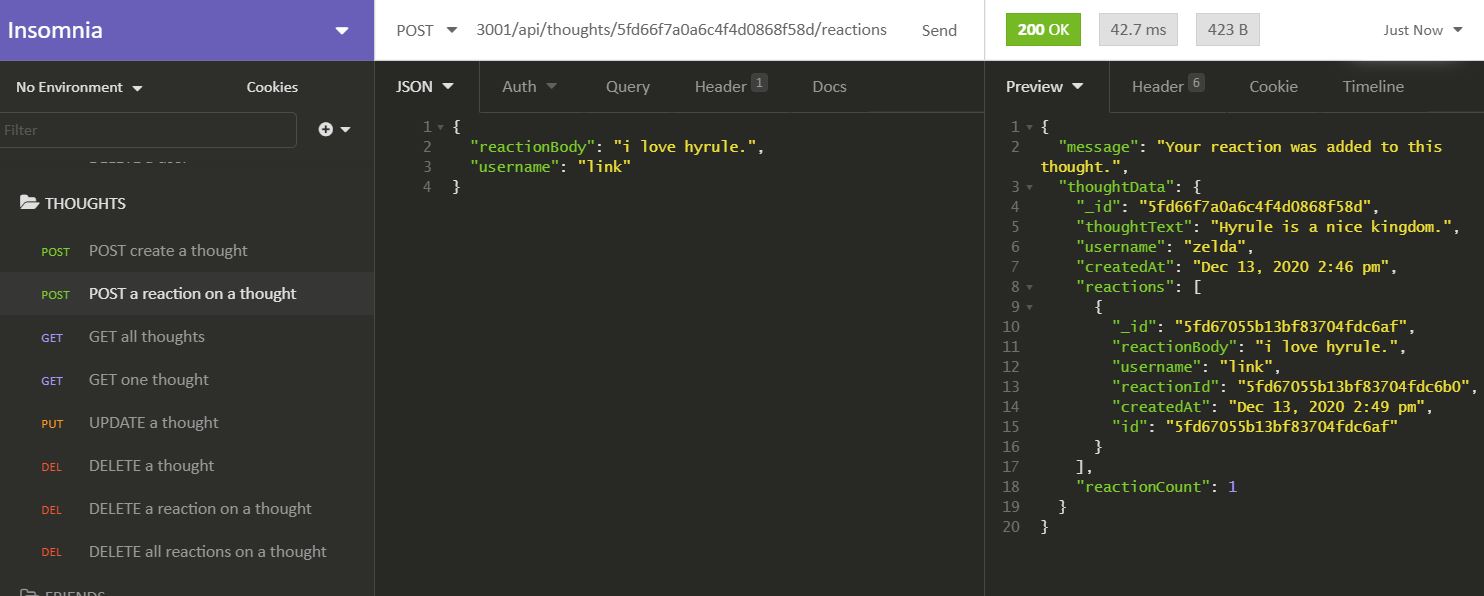 Insomnia
POST 3001/api/thoughts/5fd66f7a0a6c4f4d0868f58d/reactions Send
200 OK 42.7 ms 423 B Just Now
No Environment Cookies
Filter
DELETE a user
THOUGHTS
POST POST create a thought
POST POST a reaction on a thought
GET GET all thoughts
GET GET one thought
PUT UPDATE a thought
DEL DELETE a thought
DEL DELETE a reaction on a thought
DEL DELETE all reactions on a thought
FRIENDS
JSON Auth Query Header 1 Docs
1 {
2 "reactionBody": "i love hyrule.",
3 "username": "link"
4 }
Preview Header 6 Cookie Timeline
1 {
2 "message": "Your reaction was added to this
thought.",
3 "thoughtData": {
4 "_id": "5fd66f7a0a6c4f4d0868f58d",
5 "thoughtText": "Hyrule is a nice kingdom.",
6 "username": "zelda",
7 "createdAt": "Dec 13, 2020 2:46 pm",
8 "reactions": [
9 {
10 "_id": "5fd67055b13bf83704fdc6af",
11 "reactionBody": "i love hyrule.",
12 "username": "link",
13 "reactionId": "5fd67055b13bf83704fdc6b0",
14 "createdAt": "Dec 13, 2020 2:49 pm",
15 "id": "5fd67055b13bf83704fdc6af"
16 }
17 ],
18 "reactionCount": 1
19 }
20 }